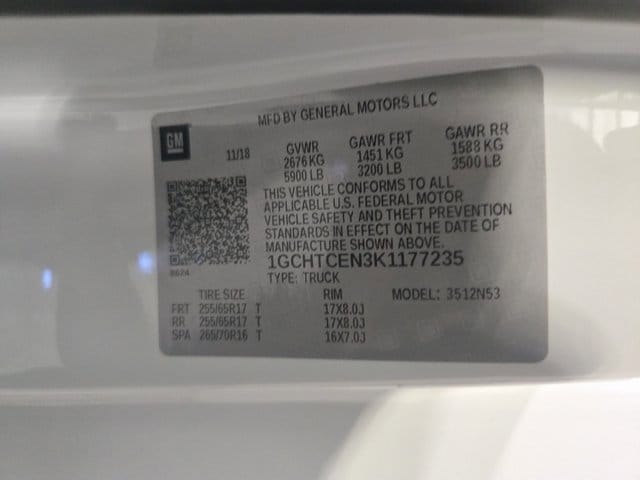 MFD BY GENERAL MOTORS LLC
GM
11/18
GVWR GAWR FRT GAWR RR
2676 KG 1451 KG 1588 KG
5900 LB 3200 LB 3500 LB
THIS VEHICLE CONFORMS TO ALL
APPLICABLE U.S. FEDERAL MOTOR
VEHICLE SAFETY AND THEFT PREVENTION
STANDARDS IN EFFECT ON THE DATE OF
MANUFACTURE SHOWN ABOVE.
1GCHTCEN3K1177235
8624
TYPE: TRUCK
TIRE SIZE RIM MODEL: 3512N53
FRT 255/65R17 T 17X8.0J
RR 255/65R17 T 17X8.0J
SPA 265/70R16 T 16X7.0J